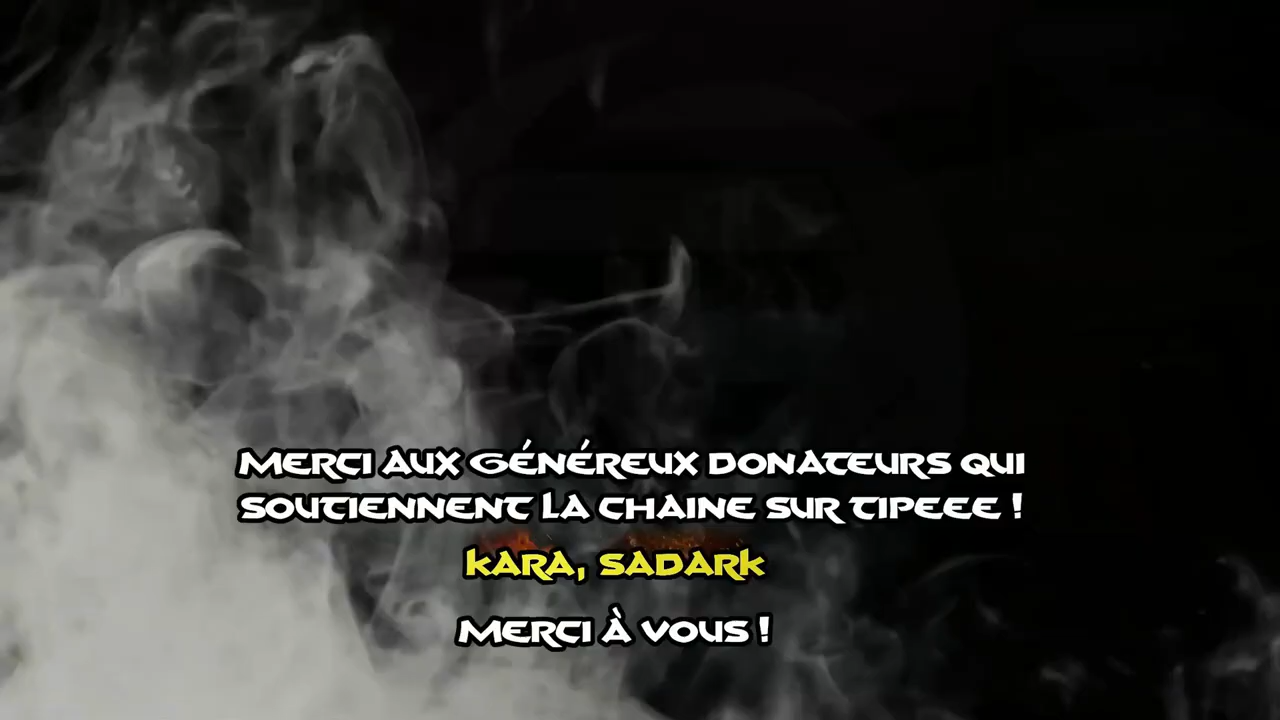 Merci aux généreux donateurs qui
soutiennent la chaine sur Tipeee !
Kara, Sadark
Merci à vous !